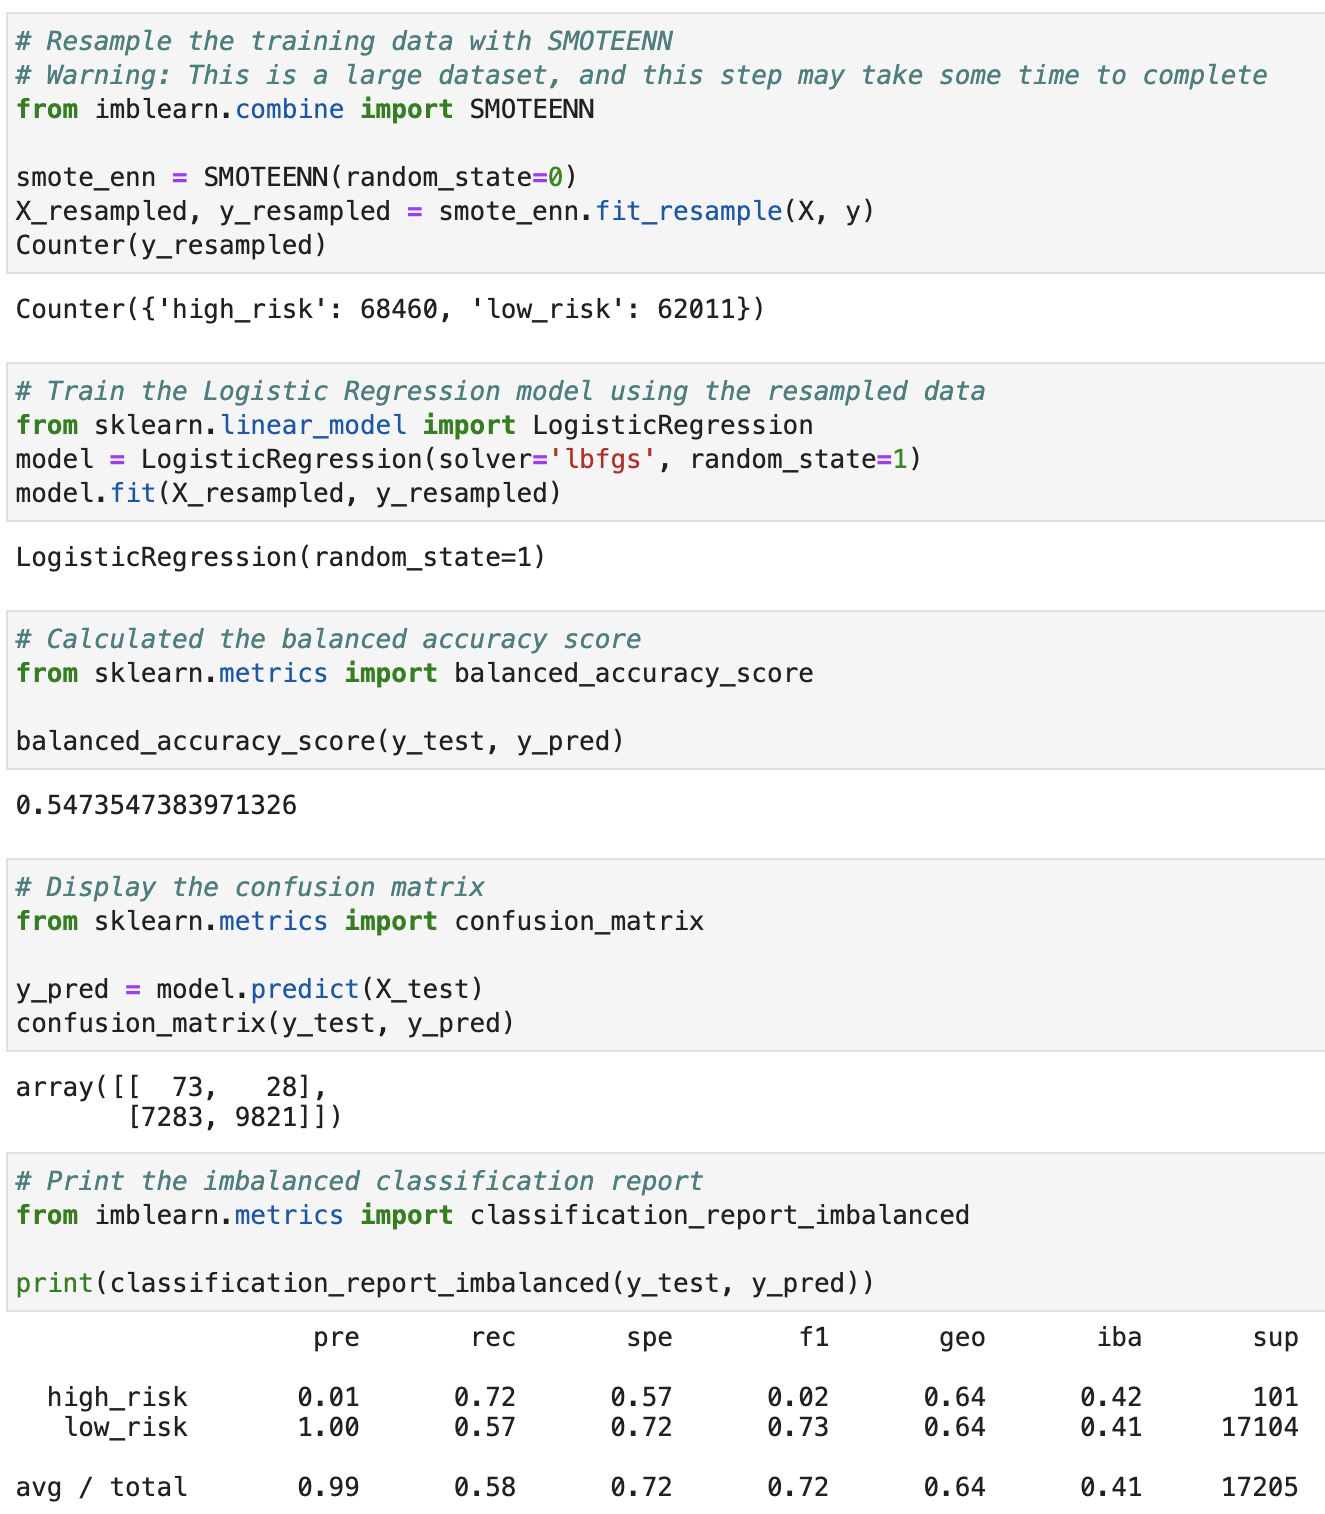 # Resample the training data with SMOTEENN
# Warning: This is a large dataset, and this step may take some time to complete
from imblearn.combine import SMOTEENN
smote_enn = SMOTEENN(random_state=0)
X_resampled, y_resampled = smote_enn.fit_resample(X, y)
Counter(y_resampled)
Counter({'high_risk': 68460, 'low_risk': 62011})
# Train the Logistic Regression model using the resampled data
from sklearn.linear_model import LogisticRegression
model = LogisticRegression(solver='lbfgs', random_state=1)
model.fit(X_resampled, y_resampled)
LogisticRegression(random_state=1)
# Calculated the balanced accuracy score
from sklearn.metrics import balanced_accuracy_score
balanced_accuracy_score(y_test, y_pred)
0.5473547383971326
# Display the confusion matrix
from sklearn.metrics import confusion_matrix
y_pred = model.predict(X_test)
confusion_matrix(y_test, y_pred)
array([[  73,   28],
       [7283, 9821]])
# Print the imbalanced classification report
from imblearn.metrics import classification_report_imbalanced
print(classification_report_imbalanced(y_test, y_pred))
                   pre       rec       spe        f1       geo       iba       sup
  high_risk       0.01      0.72      0.57      0.02      0.64      0.42       101
   low_risk       1.00      0.57      0.72      0.73      0.64      0.41     17104
avg / total       0.99      0.58      0.72      0.72      0.64      0.41     17205